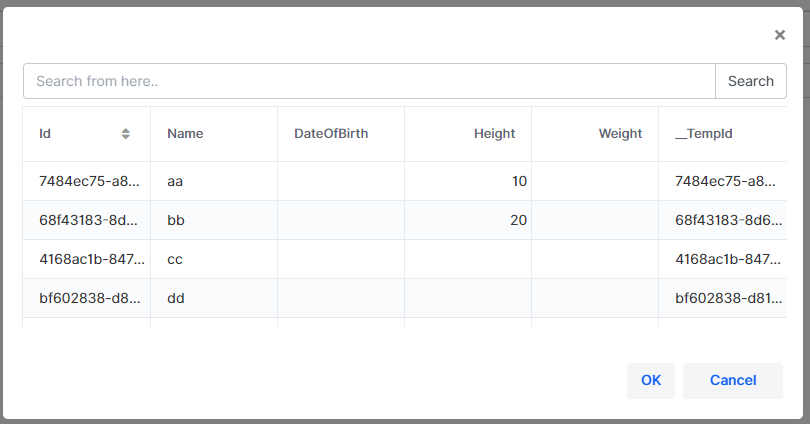 ×
Search from here.. Search
Id Name DateOfBirth Height Weight __TempId
7484ec75-a8... aa 10 7484ec75-a8...
68f43183-8d... bb 20 68f43183-8d6...
4168ac1b-847... cc 4168ac1b-847...
bf602838-d8... dd bf602838-d81...
OK Cancel